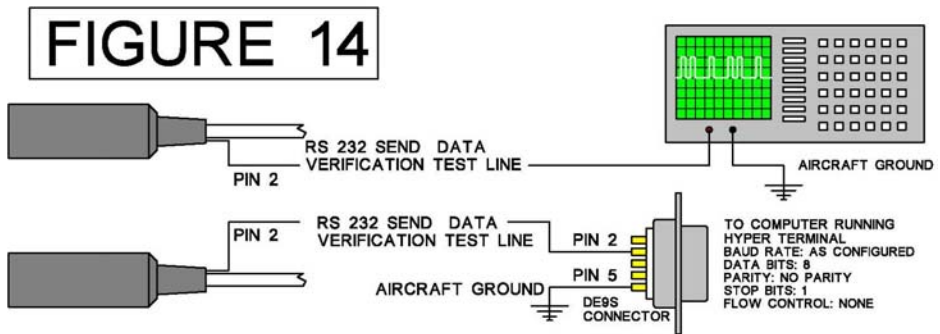 FIGURE 14
RS 232 SEND DATA
VERIFICATION TEST LINE
PIN 2
AIRCRAFT GROUND
PIN 2
RS 232 SEND DATA
VERIFICATION TEST LINE
PIN 2
PIN 5
AIRCRAFT GROUND
DE9S
CONNECTOR
TO COMPUTER RUNNING
HYPER TERMINAL
BAUD RATE: AS CONFIGURED
DATA BITS: 8
PARITY: NO PARITY
STOP BITS: 1
FLOW CONTROL: NONE